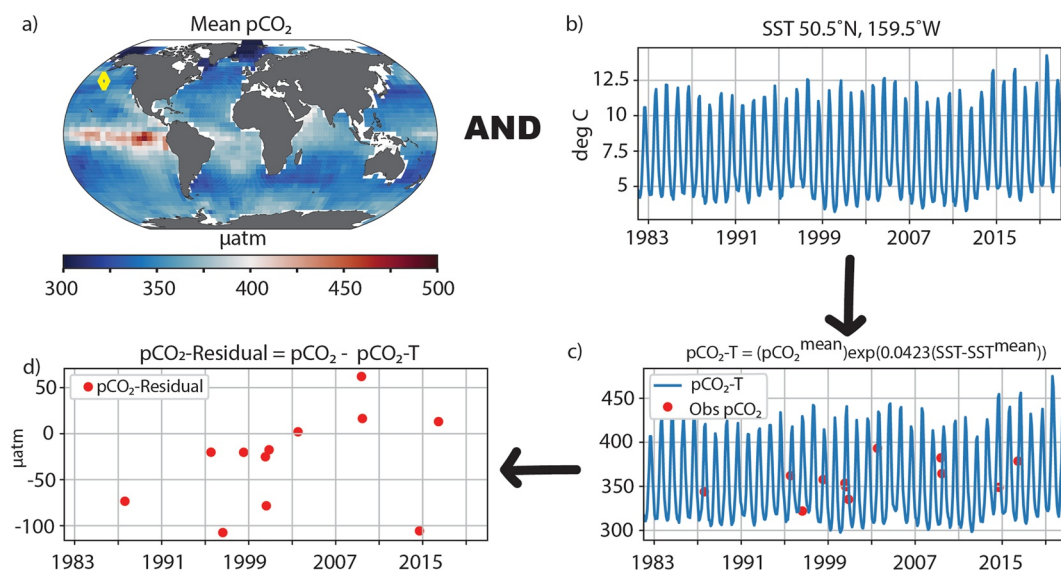 a)
Mean pCO₂
µatm
300 350 400 450 500
AND
b)
SST 50.5°N, 159.5°W
deg C
12.5
10
7.5
5
1983 1991 1999 2007 2015
c)
pCO₂-T = (pCO₂^mean)exp(0.0423(SST-SST^mean))
pCO₂-T
Obs pCO₂
450
400
350
300
1983 1991 1999 2007 2015
d)
pCO₂-Residual = pCO₂ - pCO₂-T
pCO₂-Residual
µatm
50
0
-50
-100
1983 1991 1999 2007 2015